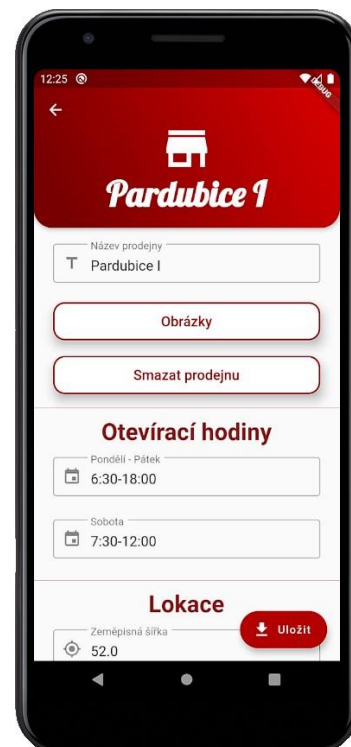 12:25
DEBUG
Pardubice I
Název prodejny
Pardubice I
Obrázky
Smazat prodejnu
Otevírací hodiny
Pondělí - Pátek
6:30-18:00
Sobota
7:30-12:00
Lokace
Zeměpisná šířka
52.0
Uložit